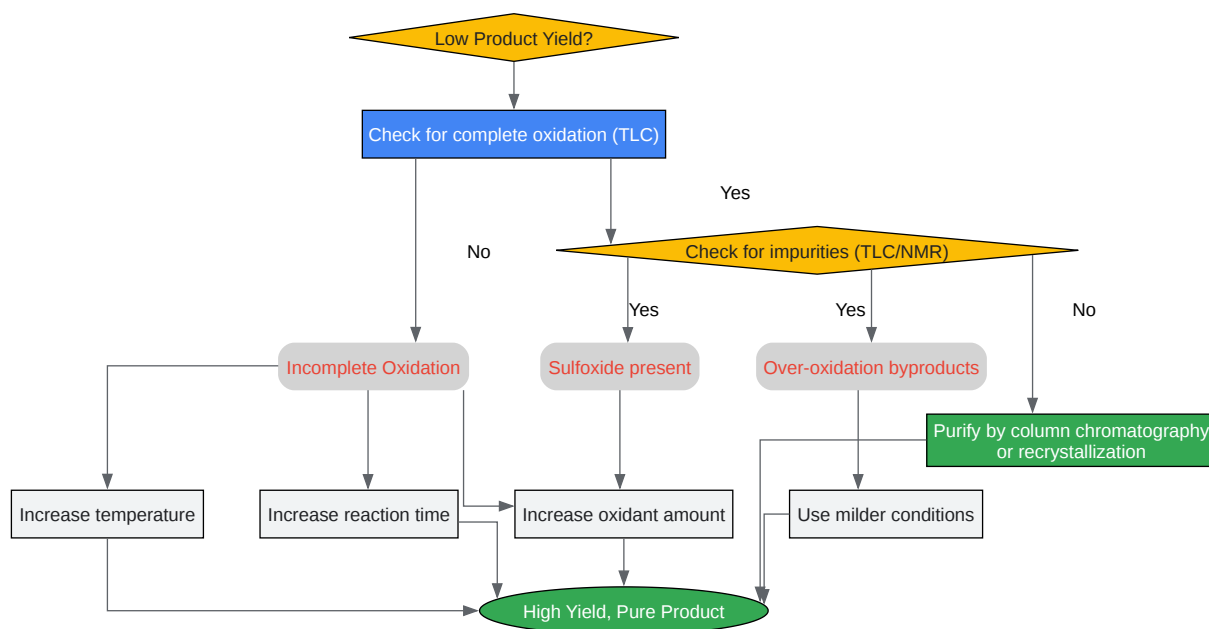 Low Product Yield?
Check for complete oxidation (TLC)
Yes
No
Check for impurities (TLC/NMR)
Yes
Yes
No
Incomplete Oxidation
Sulfoxide present
Over-oxidation byproducts
Purify by column chromatography
or recrystallization
Increase temperature
Increase reaction time
Increase oxidant amount
Use milder conditions
High Yield, Pure Product